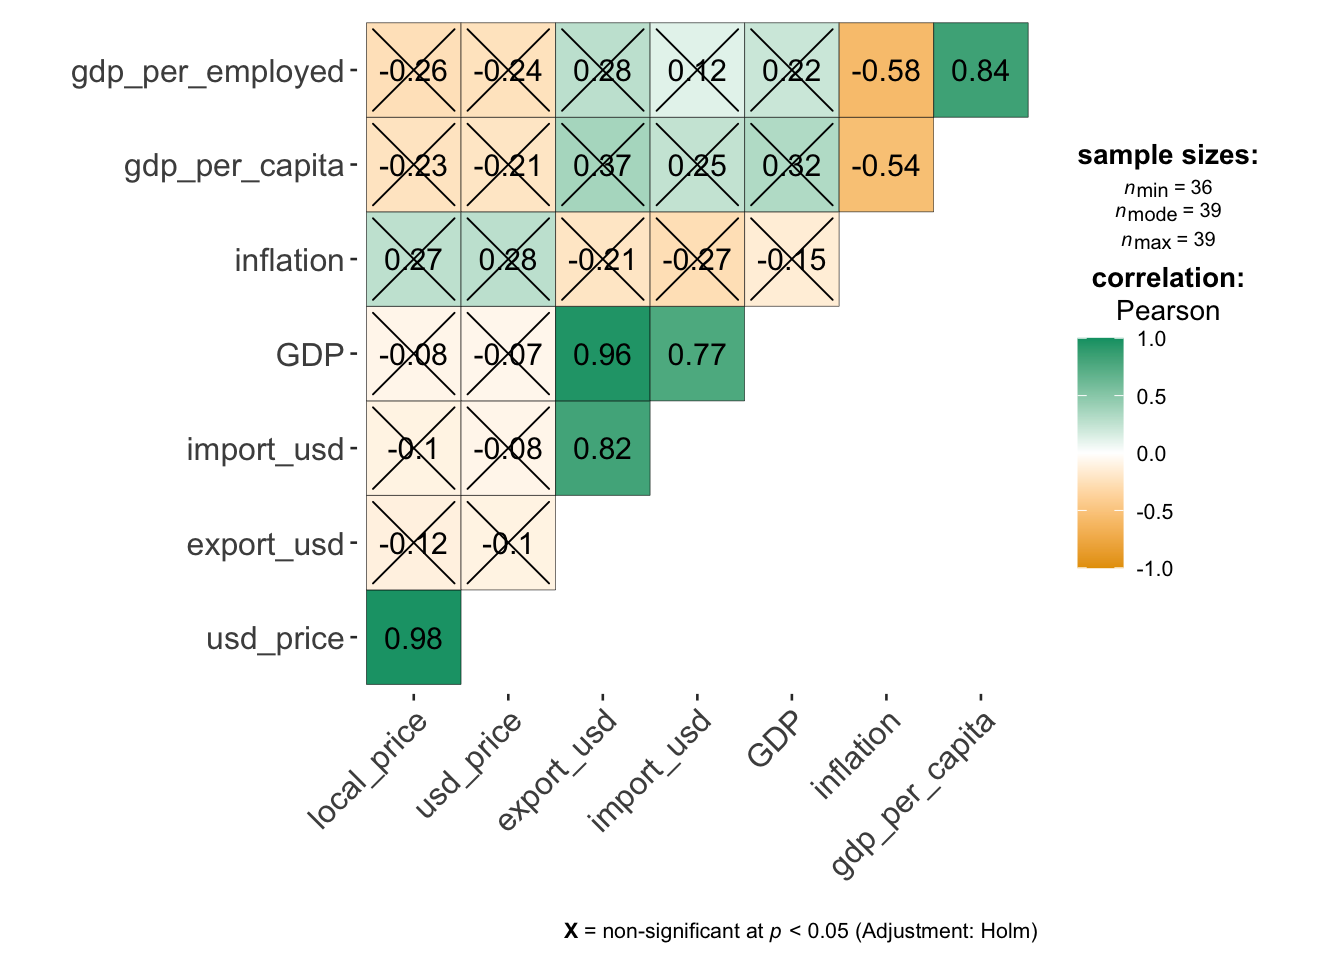 gdp_per_employed -0.26 -0.24 0.28 0.12 0.22 -0.58 0.84
gdp_per_capita -0.23 -0.21 0.37 0.25 0.32 -0.54
inflation 0.27 0.28 -0.21 -0.27 -0.15
GDP -0.08 -0.07 0.96 0.77
import_usd -0.1 -0.08 0.82
export_usd -0.12 -0.1
usd_price 0.98
local_price usd_price export_usd import_usd GDP inflation gdp_per_capita
sample sizes:
nmin = 36
nmode = 39
nmax = 39
correlation:
Pearson
1.0
0.5
0.0
-0.5
-1.0
X = non-significant at p < 0.05 (Adjustment: Holm)